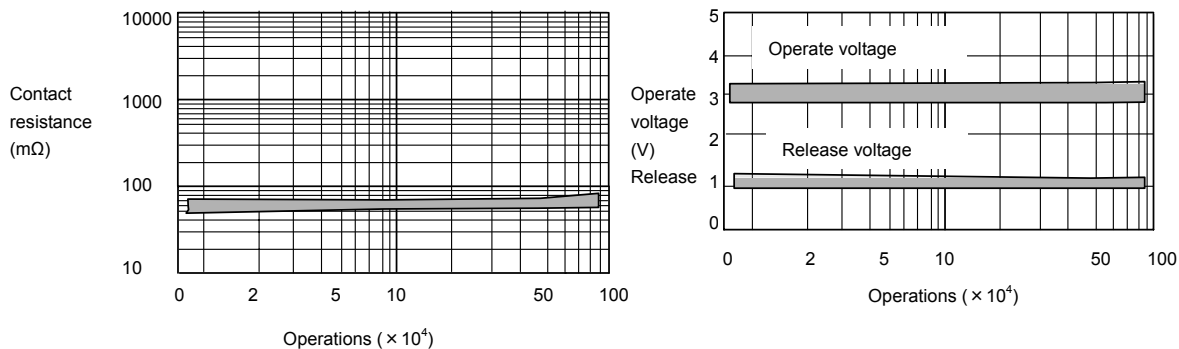 10000
1000
100
10
Contact
resistance
(mΩ)
0 2 5 10 50 100
Operations ( × 10⁴)
5
4
3
2
1
0
Operate
voltage
(V)
Release
Operate voltage
Release voltage
0 2 5 10 50 100
Operations ( × 10⁴)